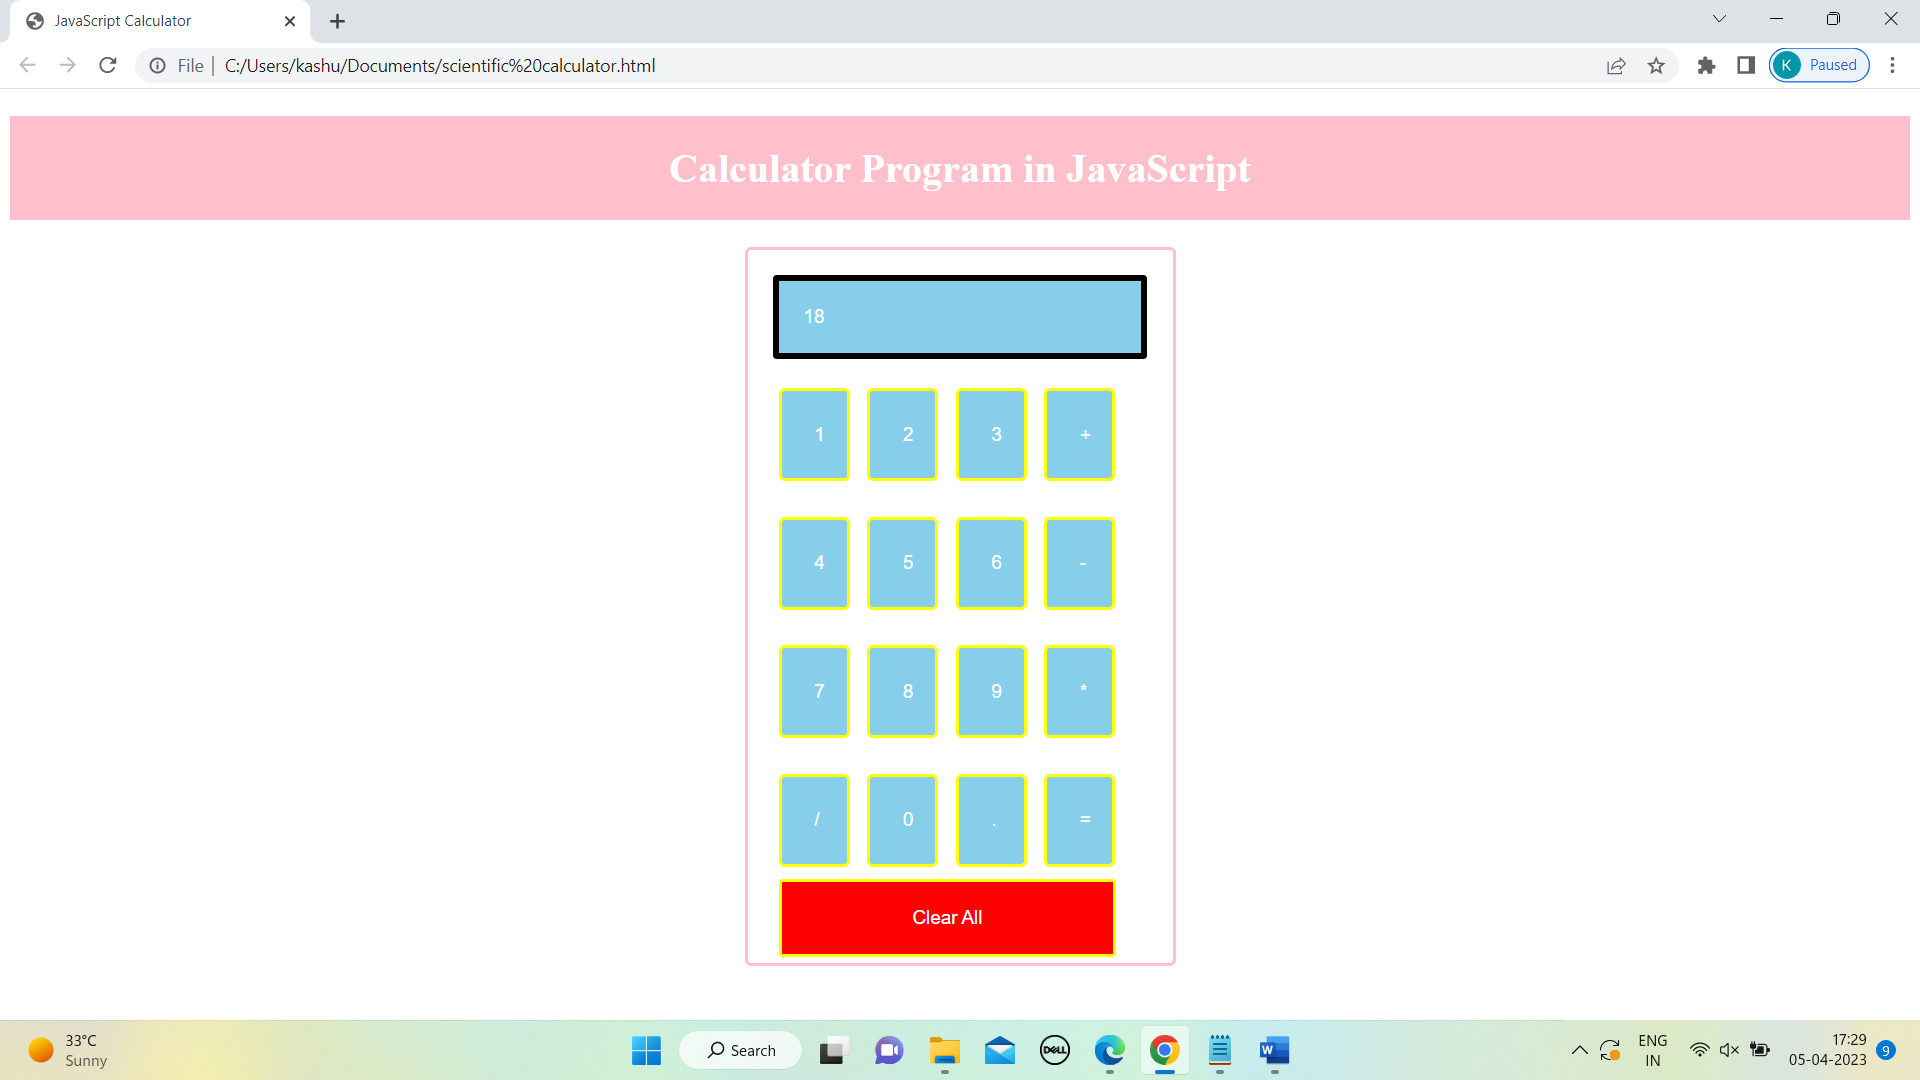 JavaScript Calculator
File | C:/Users/kashu/Documents/scientific%20calculator.html
K Paused
Calculator Program in JavaScript
18
1 2 3 +
4 5 6 -
7 8 9 *
/ 0 . =
Clear All
33°C
Sunny
Search
DELL
W
ENG
IN
17:29
05-04-2023
9